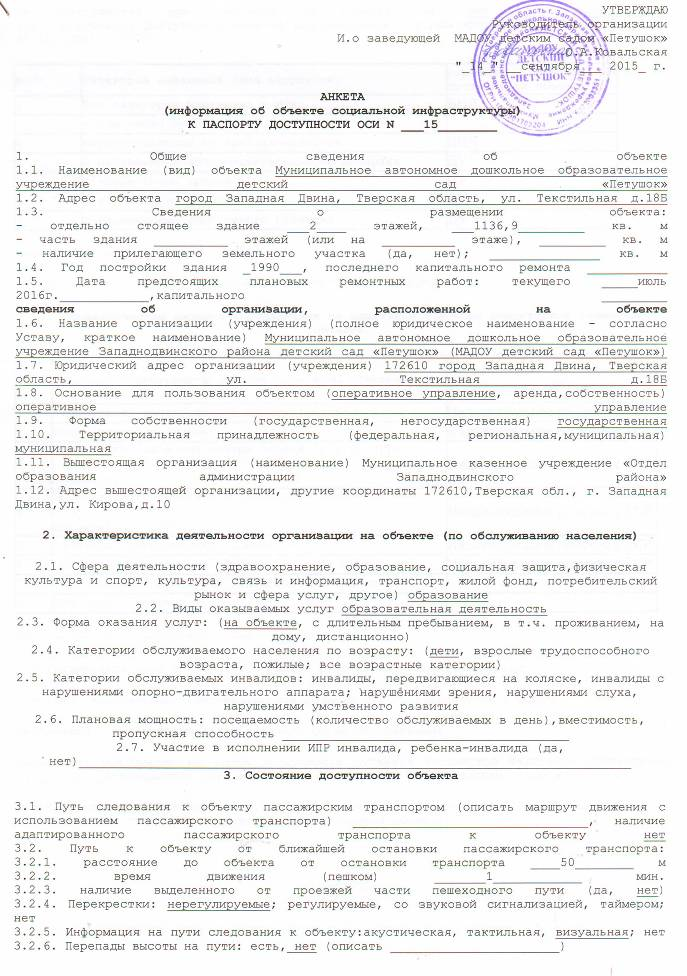 УТВЕРЖДАЮ
Руководитель организации
И.о заведующей МАДОУ детским садом «Петушок»
О.А.Ковальская
"_14_" сентября 2015_ г.
МАДОУ
ДЕТСКИЙ
САД
"ПЕТУШОК"
АНКЕТА
(информация об объекте социальной инфраструктуры)
К ПАСПОРТУ ДОСТУПНОСТИ ОСИ N ___15________
1. Общие сведения об объекте
1.1. Наименование (вид) объекта Муниципальное автономное дошкольное образовательное
учреждение детский сад «Петушок»
1.2. Адрес объекта город Западная Двина, Тверская область, ул. Текстильная д.18Б
1.3. Сведения о размещении объекта:
- отдельно стоящее здание ___2____ этажей, ___1136,9_________ кв. м
- часть здания __________ этажей (или на __________ этаже), _________ кв. м
- наличие прилегающего земельного участка (да, нет); ___________ кв. м
1.4. Год постройки здания _1990___, последнего капитального ремонта ___________
1.5. Дата предстоящих плановых ремонтных работ: текущего _____июль
2016г.____________,капитального _________
сведения об организации, расположенной на объекте
1.6. Название организации (учреждения) (полное юридическое наименование - согласно
Уставу, краткое наименование) Муниципальное автономное дошкольное образовательное
учреждение Западнодвинского района детский сад «Петушок» (МАДОУ детский сад «Петушок»)
1.7. Юридический адрес организации (учреждения) 172610 город Западная Двина, Тверская
область, ул. Текстильная д.18Б
1.8. Основание для пользования объектом (оперативное управление, аренда,собственность)
оперативное управление
1.9. Форма собственности (государственная, негосударственная) государственная
1.10. Территориальная принадлежность (федеральная, региональная,муниципальная)
муниципальная
1.11. Вышестоящая организация (наименование) Муниципальное казенное учреждение «Отдел
образования администрации Западнодвинского района»
1.12. Адрес вышестоящей организации, другие координаты 172610,Тверская обл., г. Западная
Двина,ул. Кирова,д.10
2. Характеристика деятельности организации на объекте (по обслуживанию населения)
2.1. Сфера деятельности (здравоохранение, образование, социальная защита,физическая
культура и спорт, культура, связь и информация, транспорт, жилой фонд, потребительский
рынок и сфера услуг, другое) образование
2.2. Виды оказываемых услуг образовательная деятельность
2.3. Форма оказания услуг: (на объекте, с длительным пребыванием, в т.ч. проживанием, на
дому, дистанционно)
2.4. Категории обслуживаемого населения по возрасту: (дети, взрослые трудоспособного
возраста, пожилые; все возрастные категории)
2.5. Категории обслуживаемых инвалидов: инвалиды, передвигающиеся на коляске, инвалиды с
нарушениями опорно-двигательного аппарата; нарушениями зрения, нарушениями слуха,
нарушениями умственного развития
2.6. Плановая мощность: посещаемость (количество обслуживаемых в день),вместимость,
пропускная способность ________________________________________
2.7. Участие в исполнении ИПР инвалида, ребенка-инвалида (да,
нет)____________________________________________________________________________
3. Состояние доступности объекта
3.1. Путь следования к объекту пассажирским транспортом (описать маршрут движения с
использованием пассажирского транспорта) ________________________________, наличие
адаптированного пассажирского транспорта к объекту нет
3.2. Путь к объекту от ближайшей остановки пассажирского транспорта:
3.2.1. расстояние до объекта от остановки транспорта ____50________ м
3.2.2. время движения (пешком) _______1____________ мин.
3.2.3. наличие выделенного от проезжей части пешеходного пути (да, нет)
3.2.4. Перекрестки: нерегулируемые; регулируемые, со звуковой сигнализацией, таймером;
нет
3.2.5. Информация на пути следования к объекту:акустическая, тактильная, визуальная; нет
3.2.6. Перепады высоты на пути: есть, нет (описать ________________________)